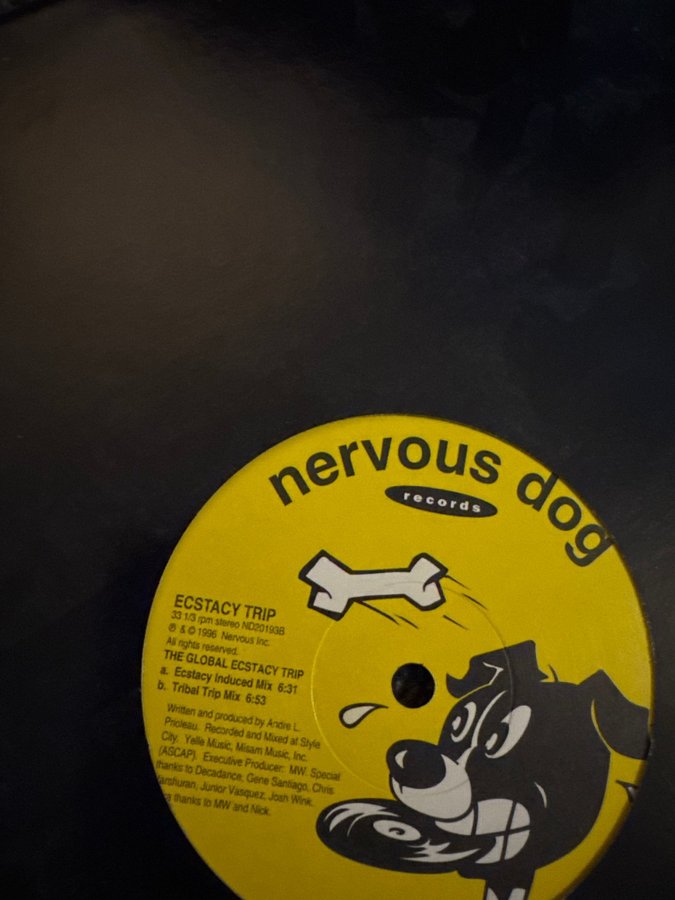 nervous dog
records
ECSTACY TRIP
33 1/3 rpm stereo ND20193B
℗ & © 1996 Nervous Inc.
All rights reserved.
THE GLOBAL ECSTACY TRIP
a. Ecstacy Induced Mix 6:31
b. Tribal Trip Mix 6:53
Written and produced by Andre L.
Prioleau. Recorded and Mixed at Style
City. Yelle Music, Misam Music, Inc.
(ASCAP). Executive Producer: MW. Special
thanks to Decadance, Gene Santiago, Chris
arshuran, Junior Vasquez, Josh Wink.
thanks to MW and Nick.